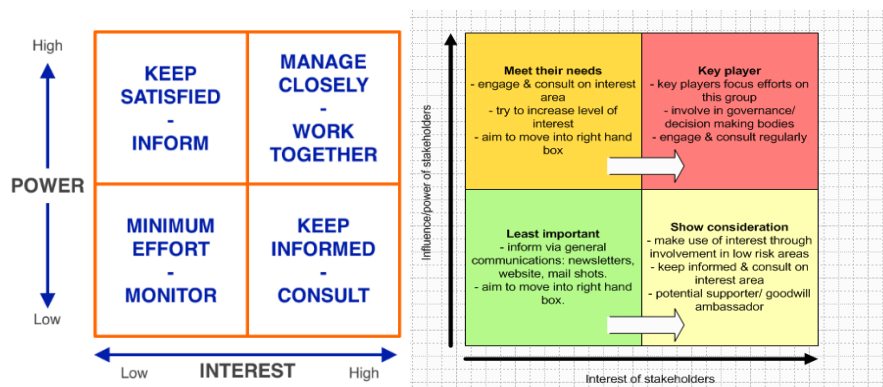 High
POWER
Low
KEEP
SATISFIED
-
INFORM
MANAGE
CLOSELY
-
WORK
TOGETHER
MINIMUM
EFFORT
-
MONITOR
KEEP
INFORMED
-
CONSULT
Low
INTEREST
High
Influence/power of stakeholders
Meet their needs
- engage & consult on interest
area
- try to increase level of
interest
- aim to move into right hand
box
Key player
- key players focus efforts on
this group
- involve in governance/
decision making bodies
- engage & consult regularly
Least important
- inform via general
communications: newsletters,
website, mail shots.
- aim to move into right hand
box.
Show consideration
- make use of interest through
involvement in low risk areas
- keep informed & consult on
interest area
- potential supporter/ goodwill
ambassador
Interest of stakeholders